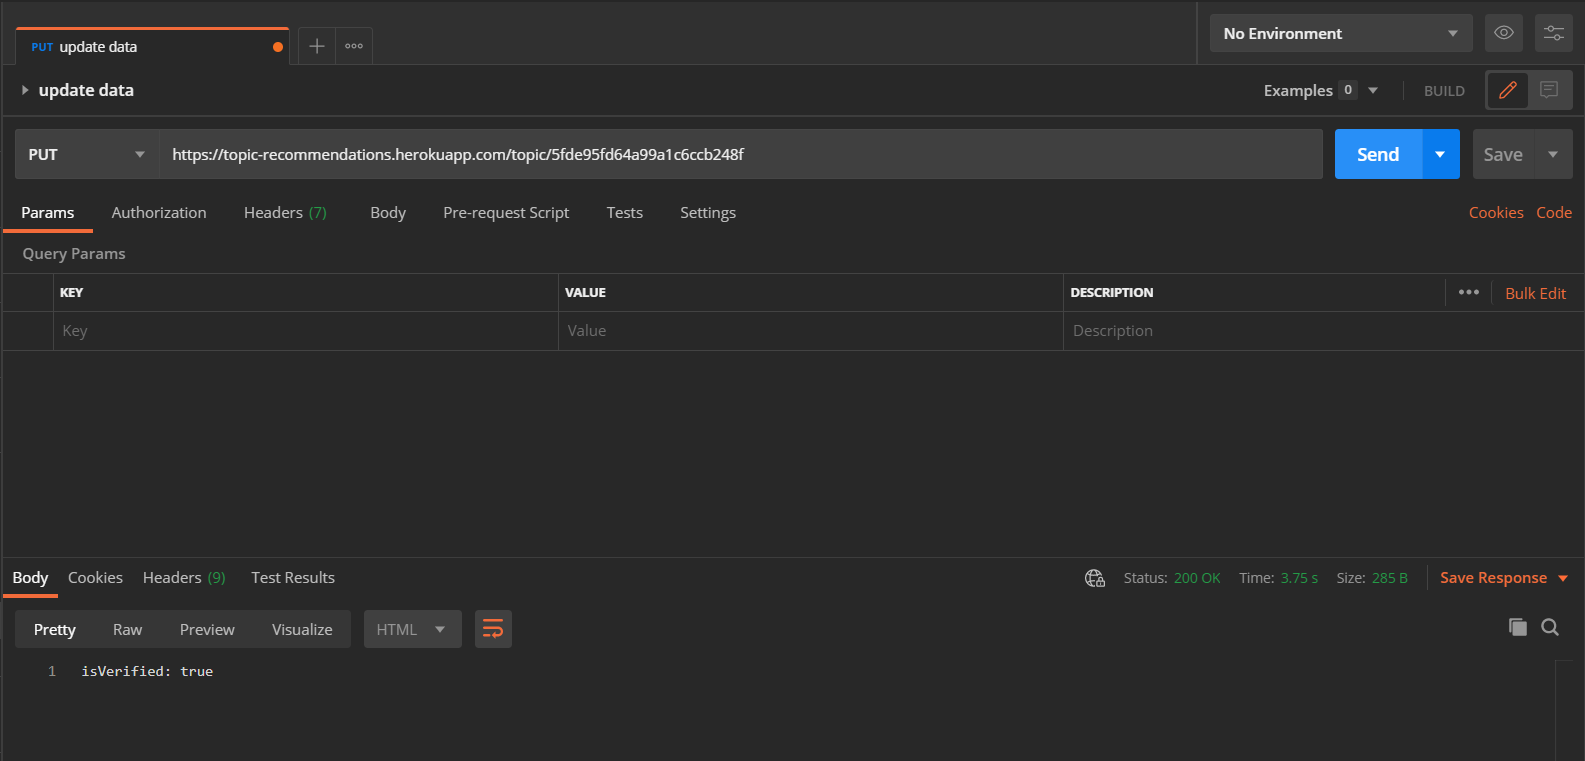 PUT update data
No Environment
update data
Examples 0
BUILD
PUT
https://topic-recommendations.herokuapp.com/topic/5fde95fd64a99a1c6ccb248f
Send
Save
Params Authorization Headers (7) Body Pre-request Script Tests Settings
Cookies Code
Query Params
KEY VALUE DESCRIPTION
Bulk Edit
Key Value Description
Body Cookies Headers (9) Test Results
Status: 200 OK Time: 3.75 s Size: 285 B
Save Response
Pretty Raw Preview Visualize HTML
1 isVerified: true